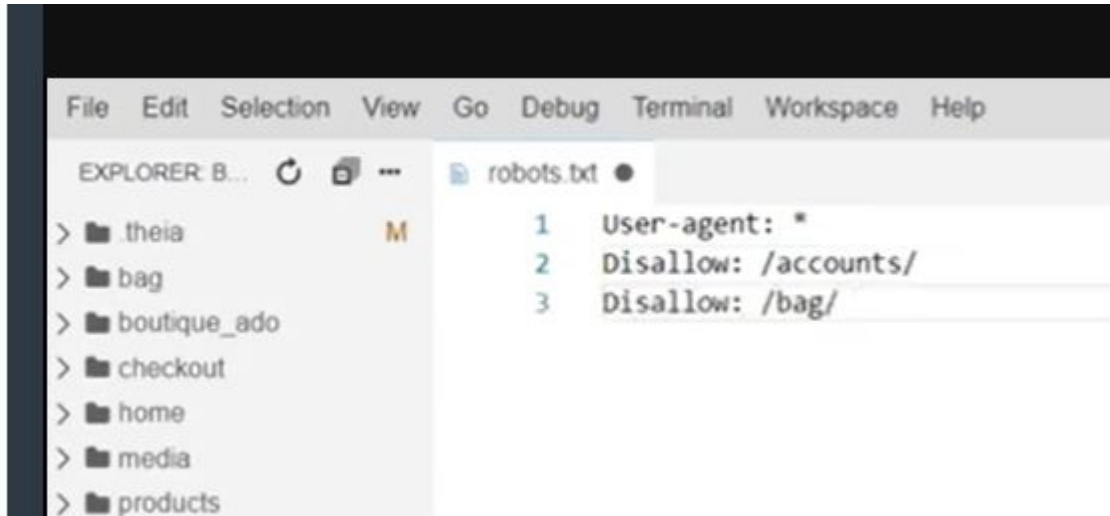 File Edit Selection View Go Debug Terminal Workspace Help
EXPLORER: B...
.theia M
bag
boutique_ado
checkout
home
media
products
robots.txt
1 User-agent: *
2 Disallow: /accounts/
3 Disallow: /bag/